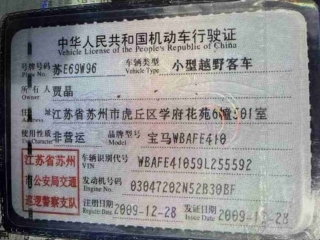 中华人民共和国机动车行驶证
Vehicle License of the People's Republic of China
号牌号码 苏E69W96 车辆类型 小型越野客车
Plate No. Vehicle Type
所有人 贾晶
Owner
住址 江苏省苏州市虎丘区学府花苑6幢501室
Address
使用性质 非营运 品牌型号 宝马WBAFE410
江苏省苏州
市公安局交通
巡逻警察支队
车辆识别代号 WBAFE41059L255592
VIN
发动机号码 03047202N52B30BF
Engine No.
注册日期 2009-12-28 发证日期 2009-12-28
Register Date Issue Date